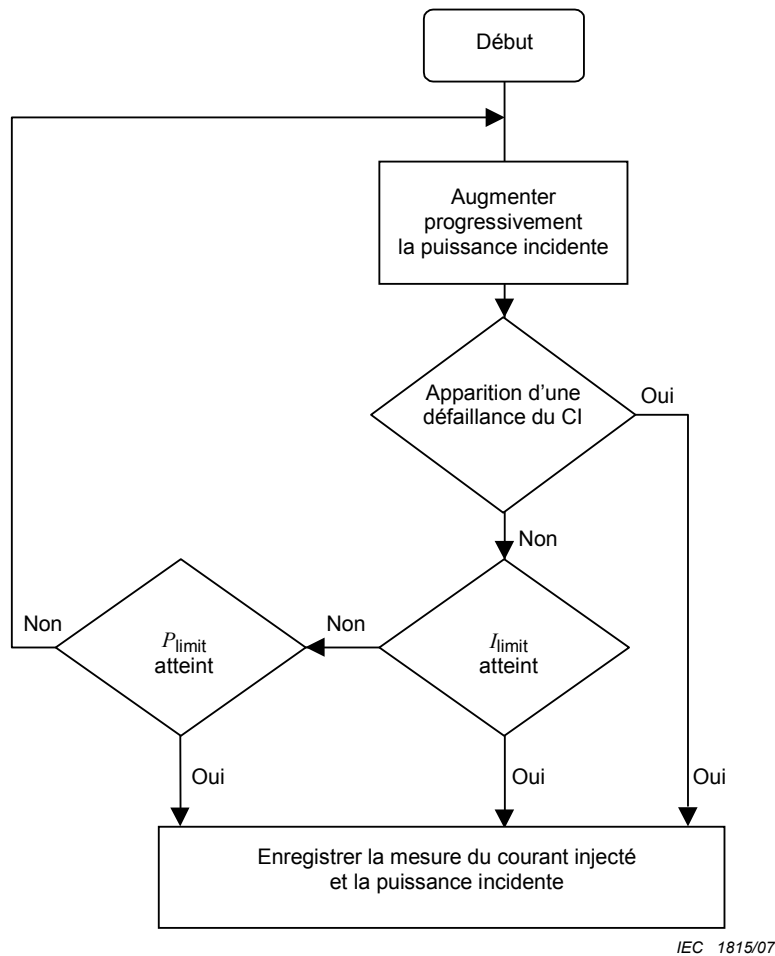 Début
Augmenter
progressivement
la puissance incidente
Apparition d'une
défaillance du CI
Oui
Non
Non
Plimit
atteint
Non
Ilimit
atteint
Oui
Oui
Oui
Enregistrer la mesure du courant injecté
et la puissance incidente
IEC 1815/07